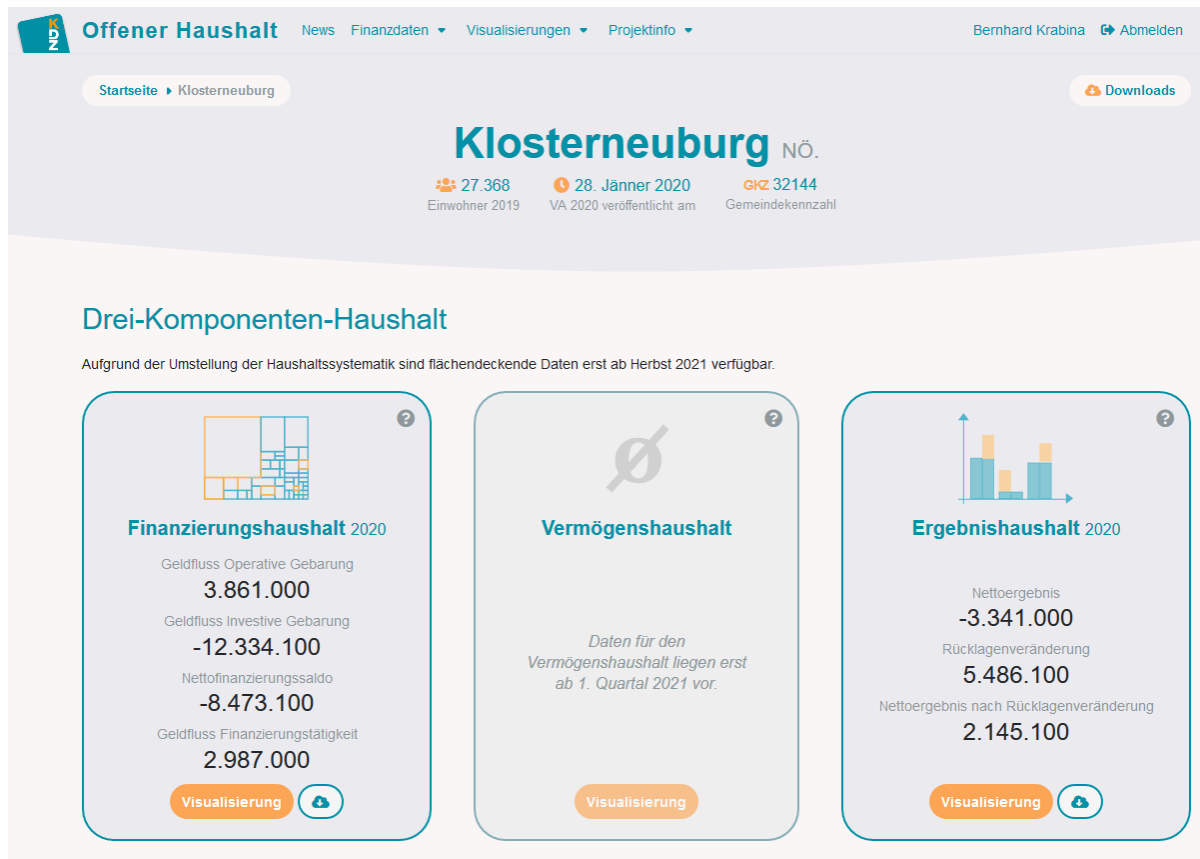 KDZ
Offener Haushalt News Finanzdaten Visualisierungen Projektinfo Bernhard Krabina Abmelden
Startseite Klosterneuburg Downloads
Klosterneuburg NÖ.
27.368 28. Jänner 2020 GKZ 32144
Einwohner 2019 VA 2020 veröffentlicht am Gemeindekennzahl
Drei-Komponenten-Haushalt
Aufgrund der Umstellung der Haushaltssystematik sind flächendeckende Daten erst ab Herbst 2021 verfügbar.
?
Finanzierungshaushalt 2020
Geldfluss Operative Gebarung
3.861.000
Geldfluss Investive Gebarung
-12.334.100
Nettofinanzierungssaldo
-8.473.100
Geldfluss Finanzierungstätigkeit
2.987.000
Visualisierung
?
ø
Vermögenshaushalt
Daten für den
Vermögenshaushalt liegen erst
ab 1. Quartal 2021 vor.
Visualisierung
?
Ergebnishaushalt 2020
Nettoergebnis
-3.341.000
Rücklagenveränderung
5.486.100
Nettoergebnis nach Rücklagenveränderung
2.145.100
Visualisierung